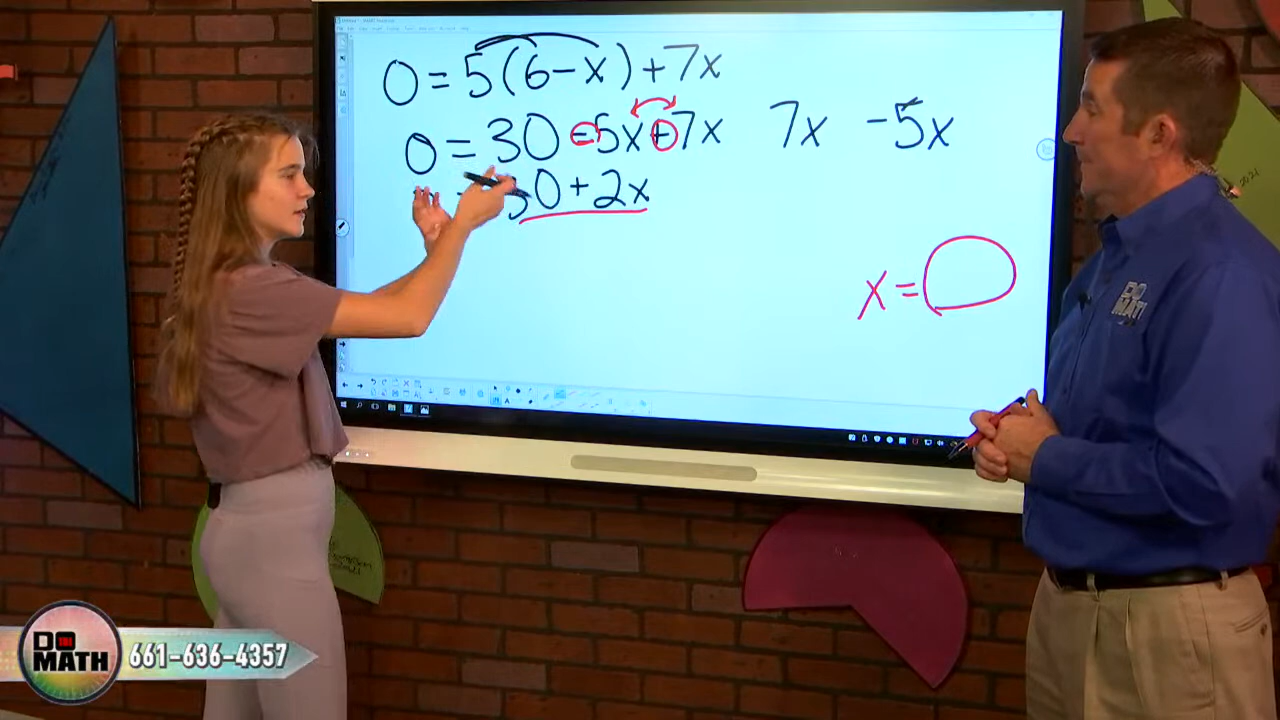 0 = 5(6 - x) + 7x
0 = 30 - 5x + 7x 7x - 5x
30 + 2x
x =
DO
MATH
DO THE
MATH
661-636-4357